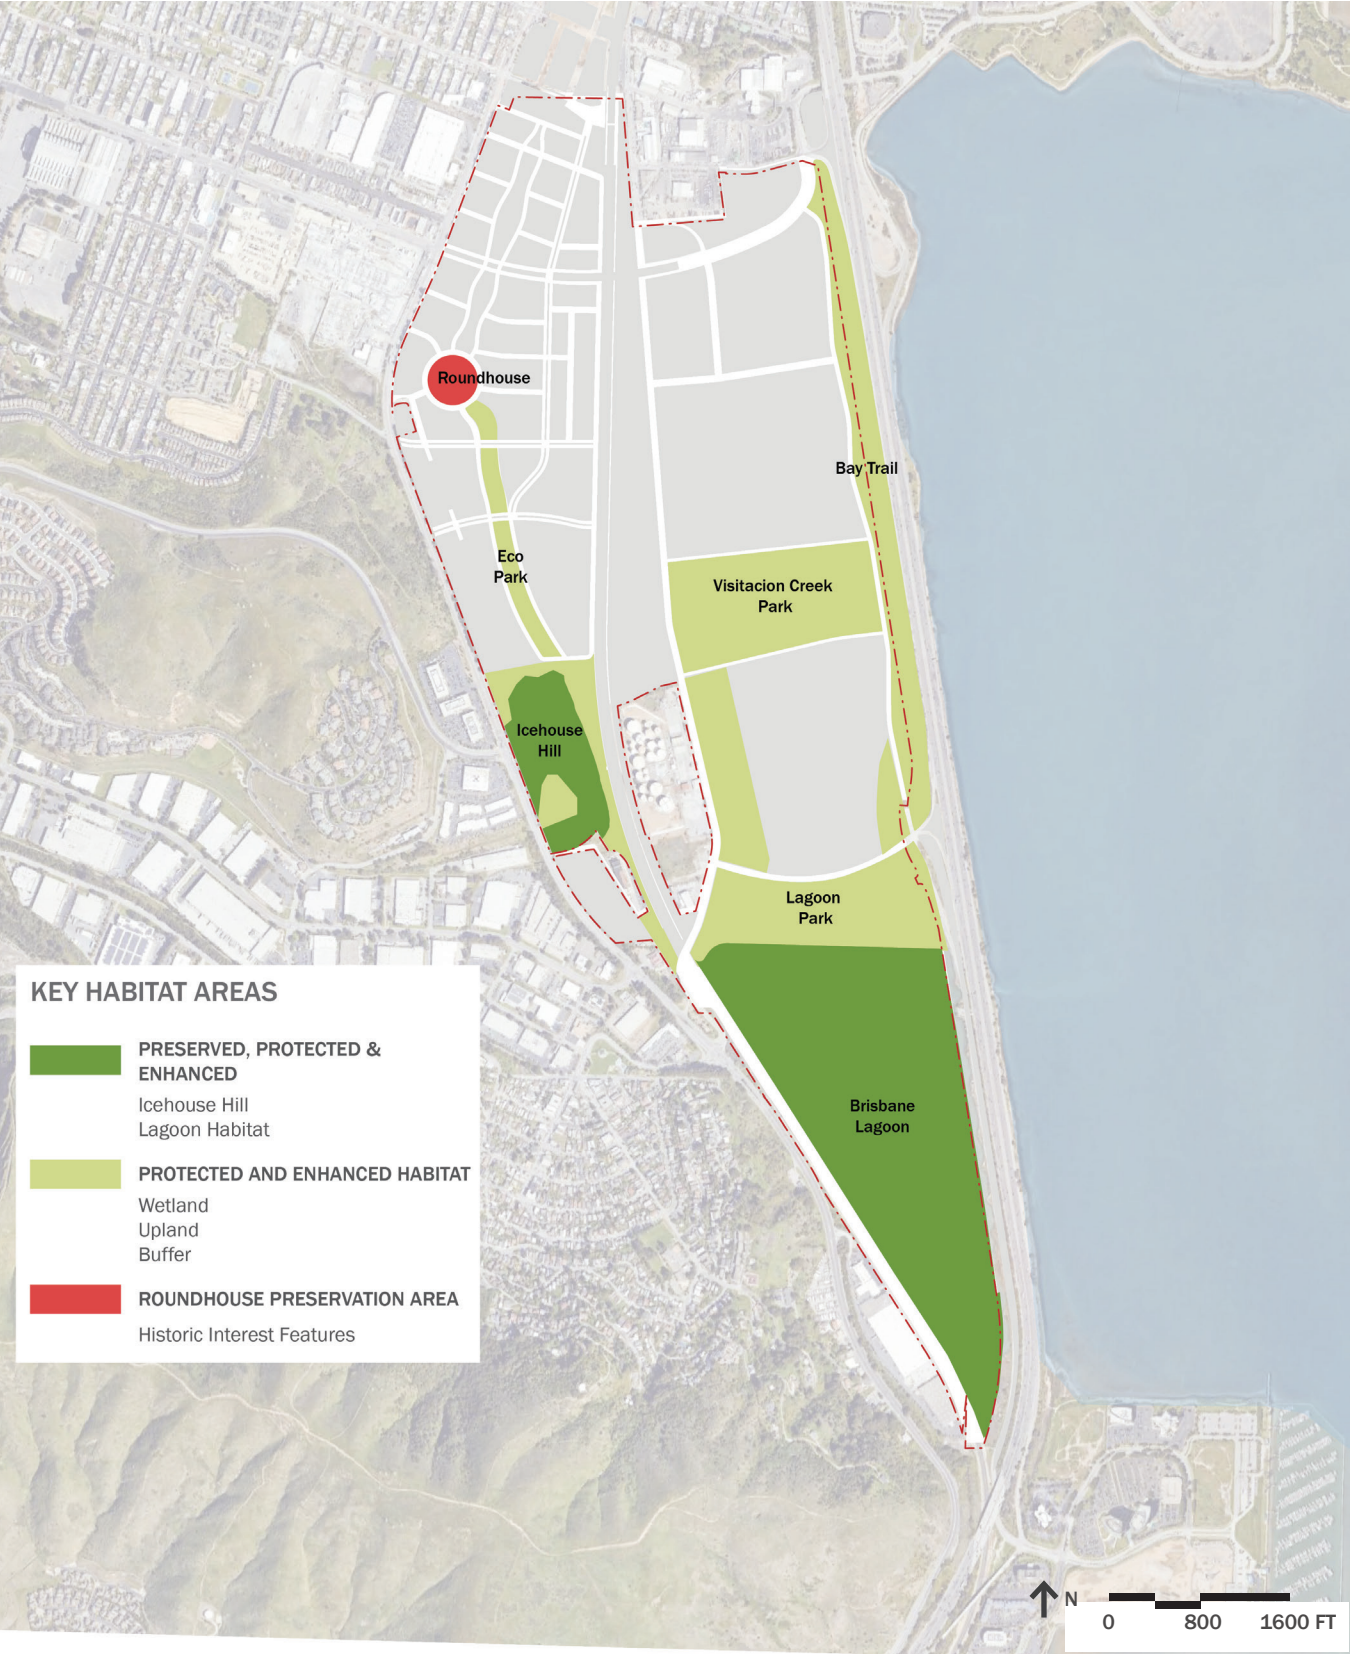 Roundhouse
Bay Trail
Eco
Park
Visitacion Creek
Park
Icehouse
Hill
Lagoon
Park
Brisbane
Lagoon
KEY HABITAT AREAS
PRESERVED, PROTECTED &
ENHANCED
Icehouse Hill
Lagoon Habitat
PROTECTED AND ENHANCED HABITAT
Wetland
Upland
Buffer
ROUNDHOUSE PRESERVATION AREA
Historic Interest Features
N
0 800 1600 FT